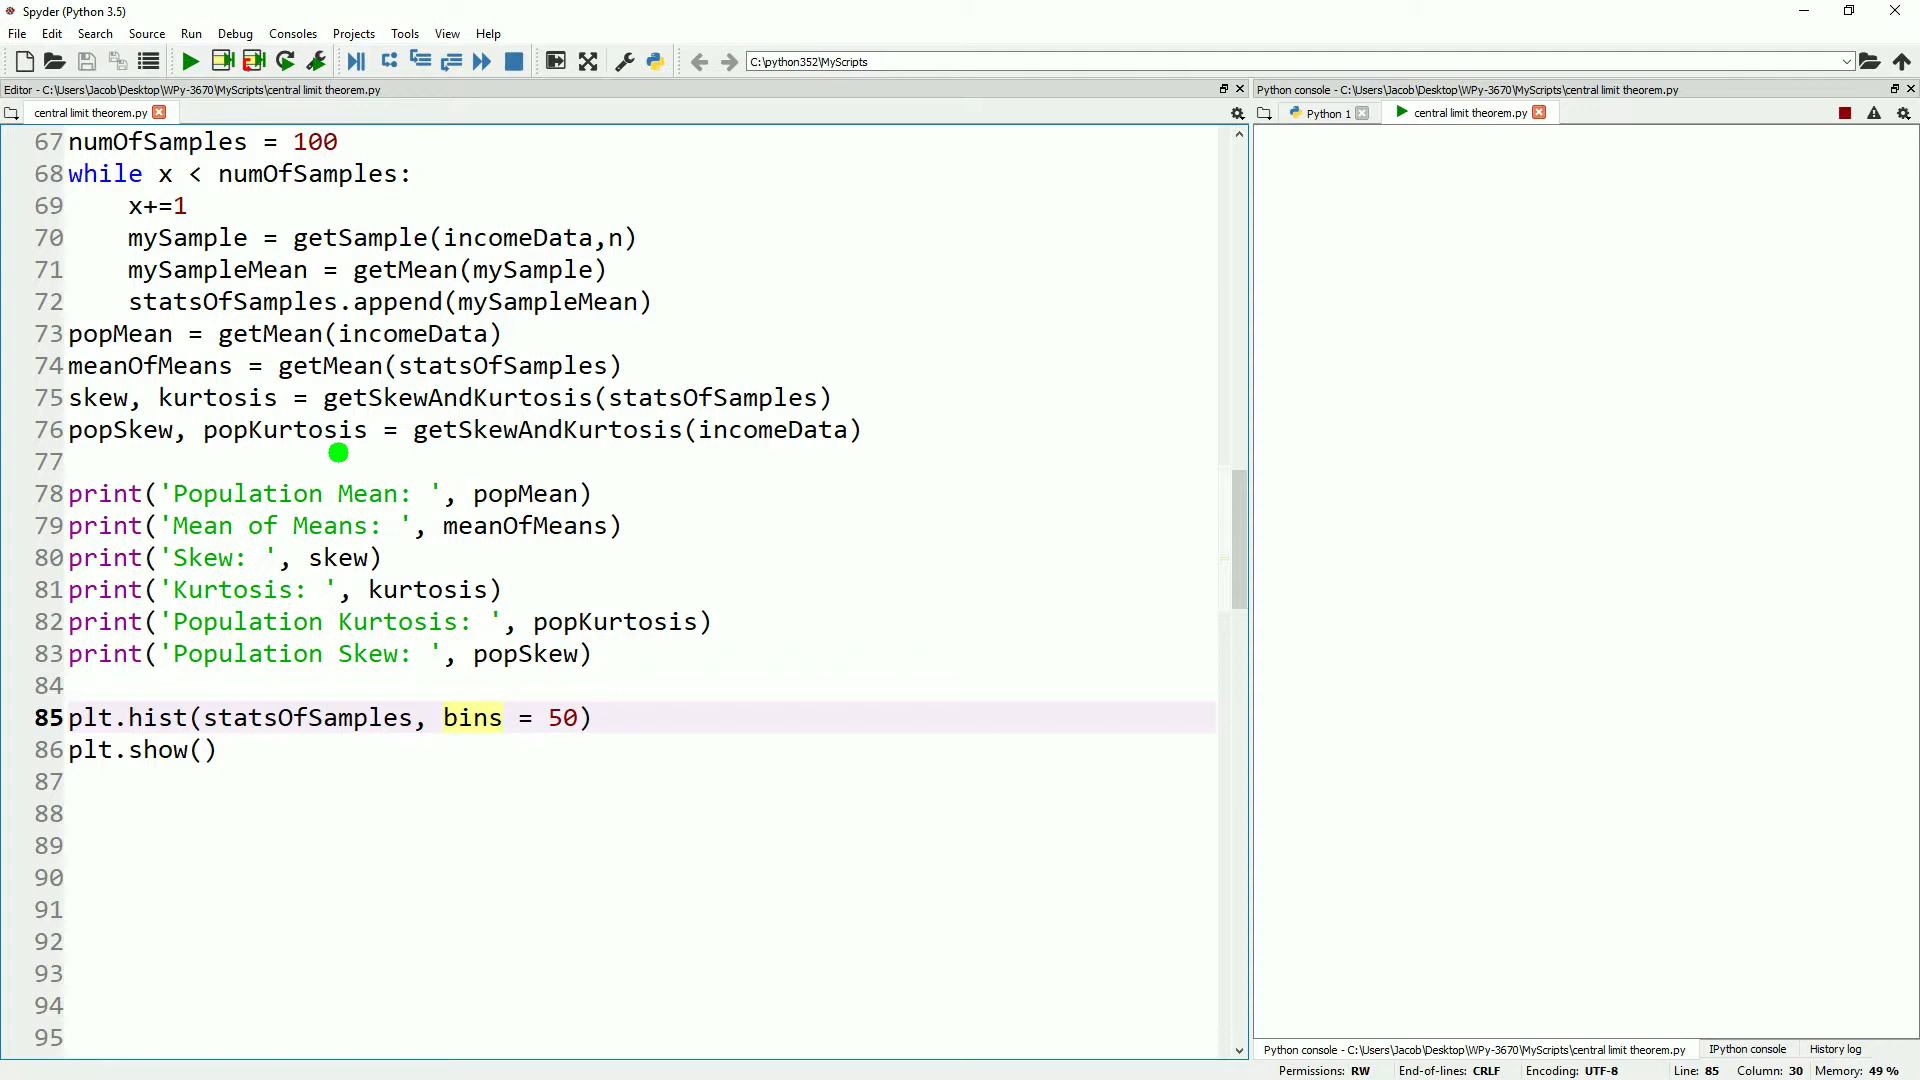 Spyder (Python 3.5)
File Edit Search Source Run Debug Consoles Projects Tools View Help
C:\python352\MyScripts
Editor - C:\Users\Jacob\Desktop\WPy-3670\MyScripts\central limit theorem.py
central limit theorem.py
67 numOfSamples = 100
68 while x < numOfSamples:
69     x+=1
70     mySample = getSample(incomeData,n)
71     mySampleMean = getMean(mySample)
72     statsOfSamples.append(mySampleMean)
73 popMean = getMean(incomeData)
74 meanOfMeans = getMean(statsOfSamples)
75 skew, kurtosis = getSkewAndKurtosis(statsOfSamples)
76 popSkew, popKurtosis = getSkewAndKurtosis(incomeData)
77
78 print('Population Mean: ', popMean)
79 print('Mean of Means: ', meanOfMeans)
80 print('Skew: ', skew)
81 print('Kurtosis: ', kurtosis)
82 print('Population Kurtosis: ', popKurtosis)
83 print('Population Skew: ', popSkew)
84
85 plt.hist(statsOfSamples, bins = 50)
86 plt.show()
87
88
89
90
91
92
93
94
95
Python console - C:\Users\Jacob\Desktop\WPy-3670\MyScripts\central limit theorem.py
Python 1 central limit theorem.py
Python console - C:\Users\Jacob\Desktop\WPy-3670\MyScripts\central limit theorem.py IPython console History log
Permissions: RW End-of-lines: CRLF Encoding: UTF-8 Line: 85 Column: 30 Memory: 49 %